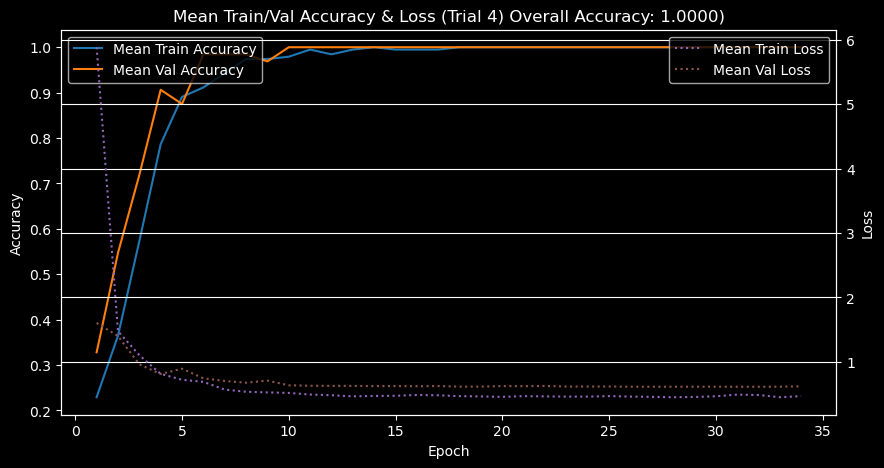 Mean Train/Val Accuracy & Loss (Trial 4) Overall Accuracy: 1.0000)
Mean Train Accuracy
Mean Val Accuracy
Mean Train Loss
Mean Val Loss
Accuracy
1.0
0.9
0.8
0.7
0.6
0.5
0.4
0.3
0.2
6
5
4
3
2
1
Loss
0 5 10 15 20 25 30 35
Epoch